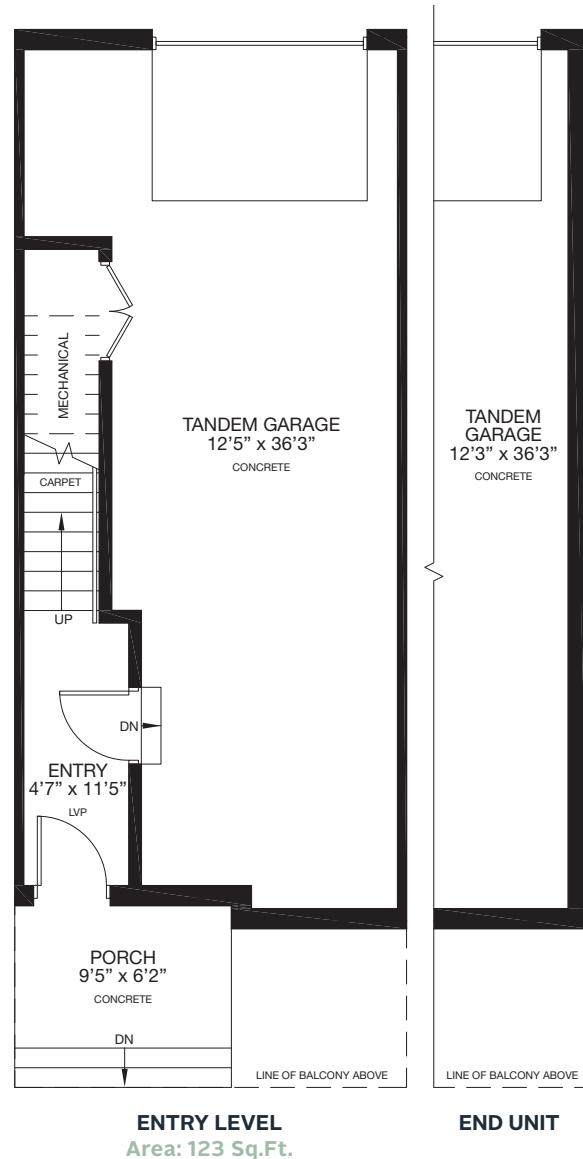 MECHANICAL
TANDEM GARAGE
12’5” x 36’3”
CONCRETE
CARPET
UP
DN
ENTRY
4’7” x 11’5”
LVP
PORCH
9’5” x 6’2”
CONCRETE
DN
LINE OF BALCONY ABOVE
ENTRY LEVEL
Area: 123 Sq.Ft.
TANDEM
GARAGE
12’3” x 36’3”
CONCRETE
LINE OF BALCONY ABOVE
END UNIT